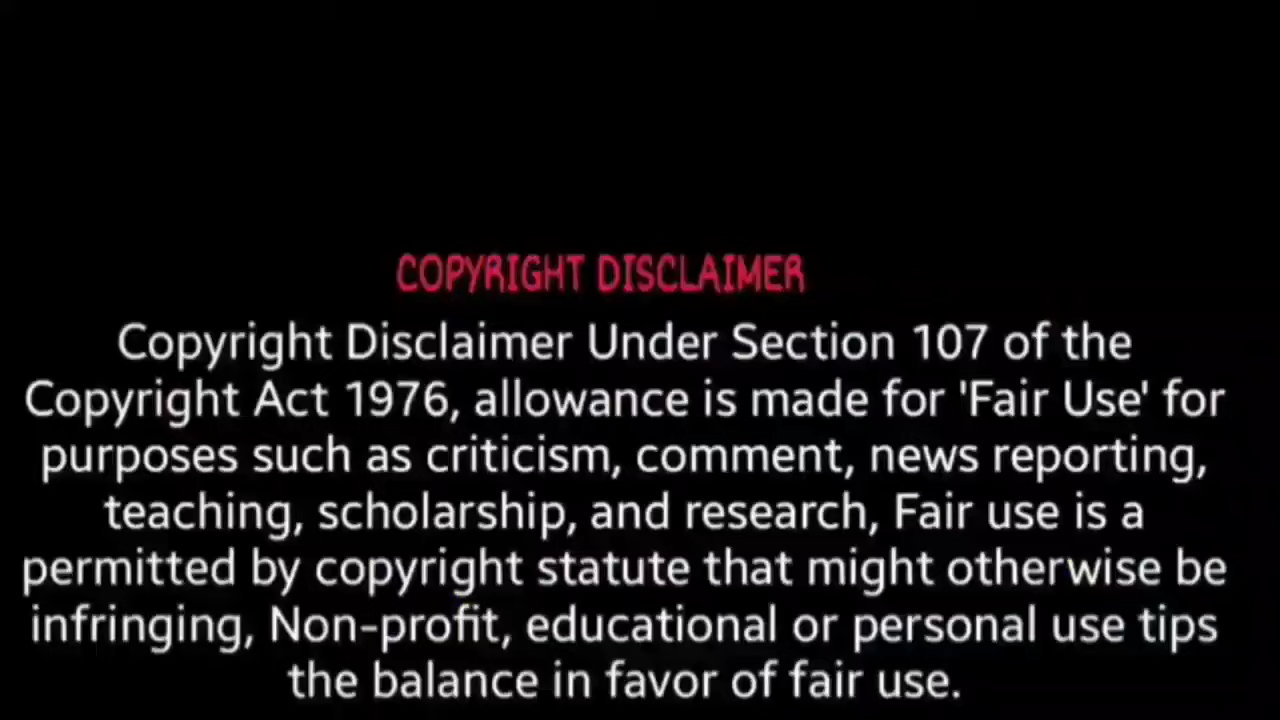 COPYRIGHT DISCLAIMER
Copyright Disclaimer Under Section 107 of the
Copyright Act 1976, allowance is made for 'Fair Use' for
purposes such as criticism, comment, news reporting,
teaching, scholarship, and research, Fair use is a
permitted by copyright statute that might otherwise be
infringing, Non-profit, educational or personal use tips
the balance in favor of fair use.